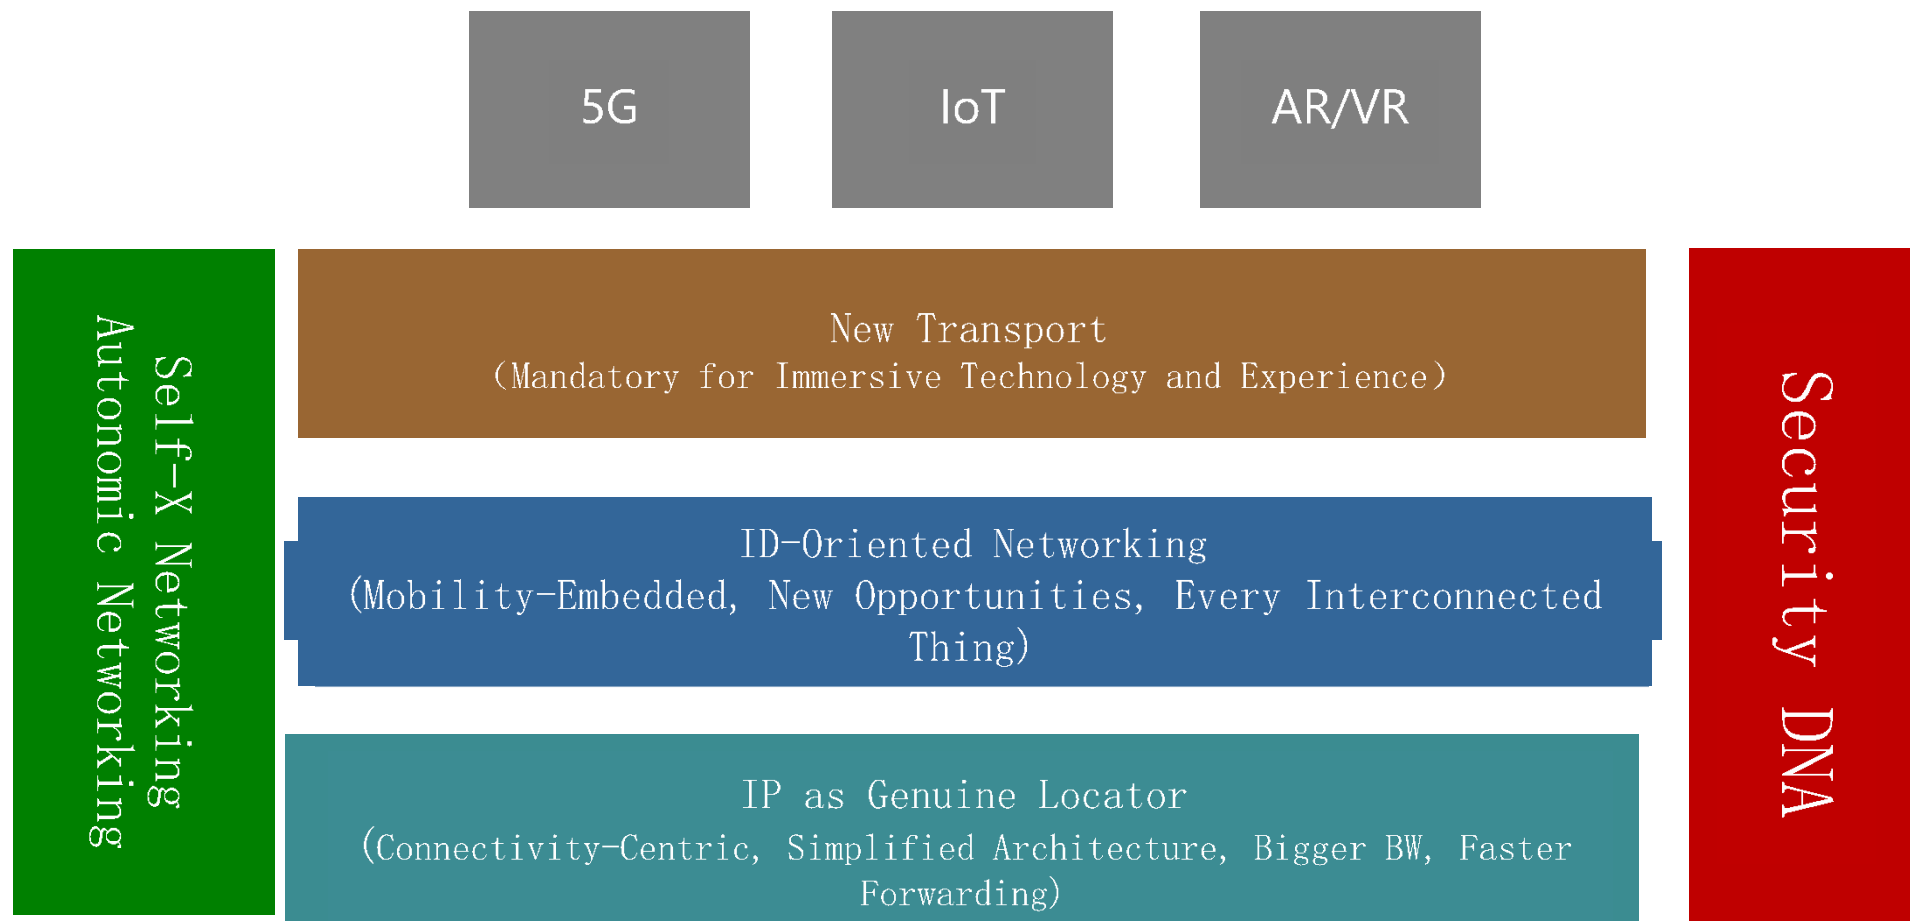 5G
IoT
AR/VR
Self-X Networking
Autonomic Networking
New Transport
（Mandatory for Immersive Technology and Experience）
ID-Oriented Networking
(Mobility-Embedded, New Opportunities, Every Interconnected
Thing)
IP as Genuine Locator
(Connectivity-Centric, Simplified Architecture, Bigger BW, Faster
Forwarding)
Security DNA